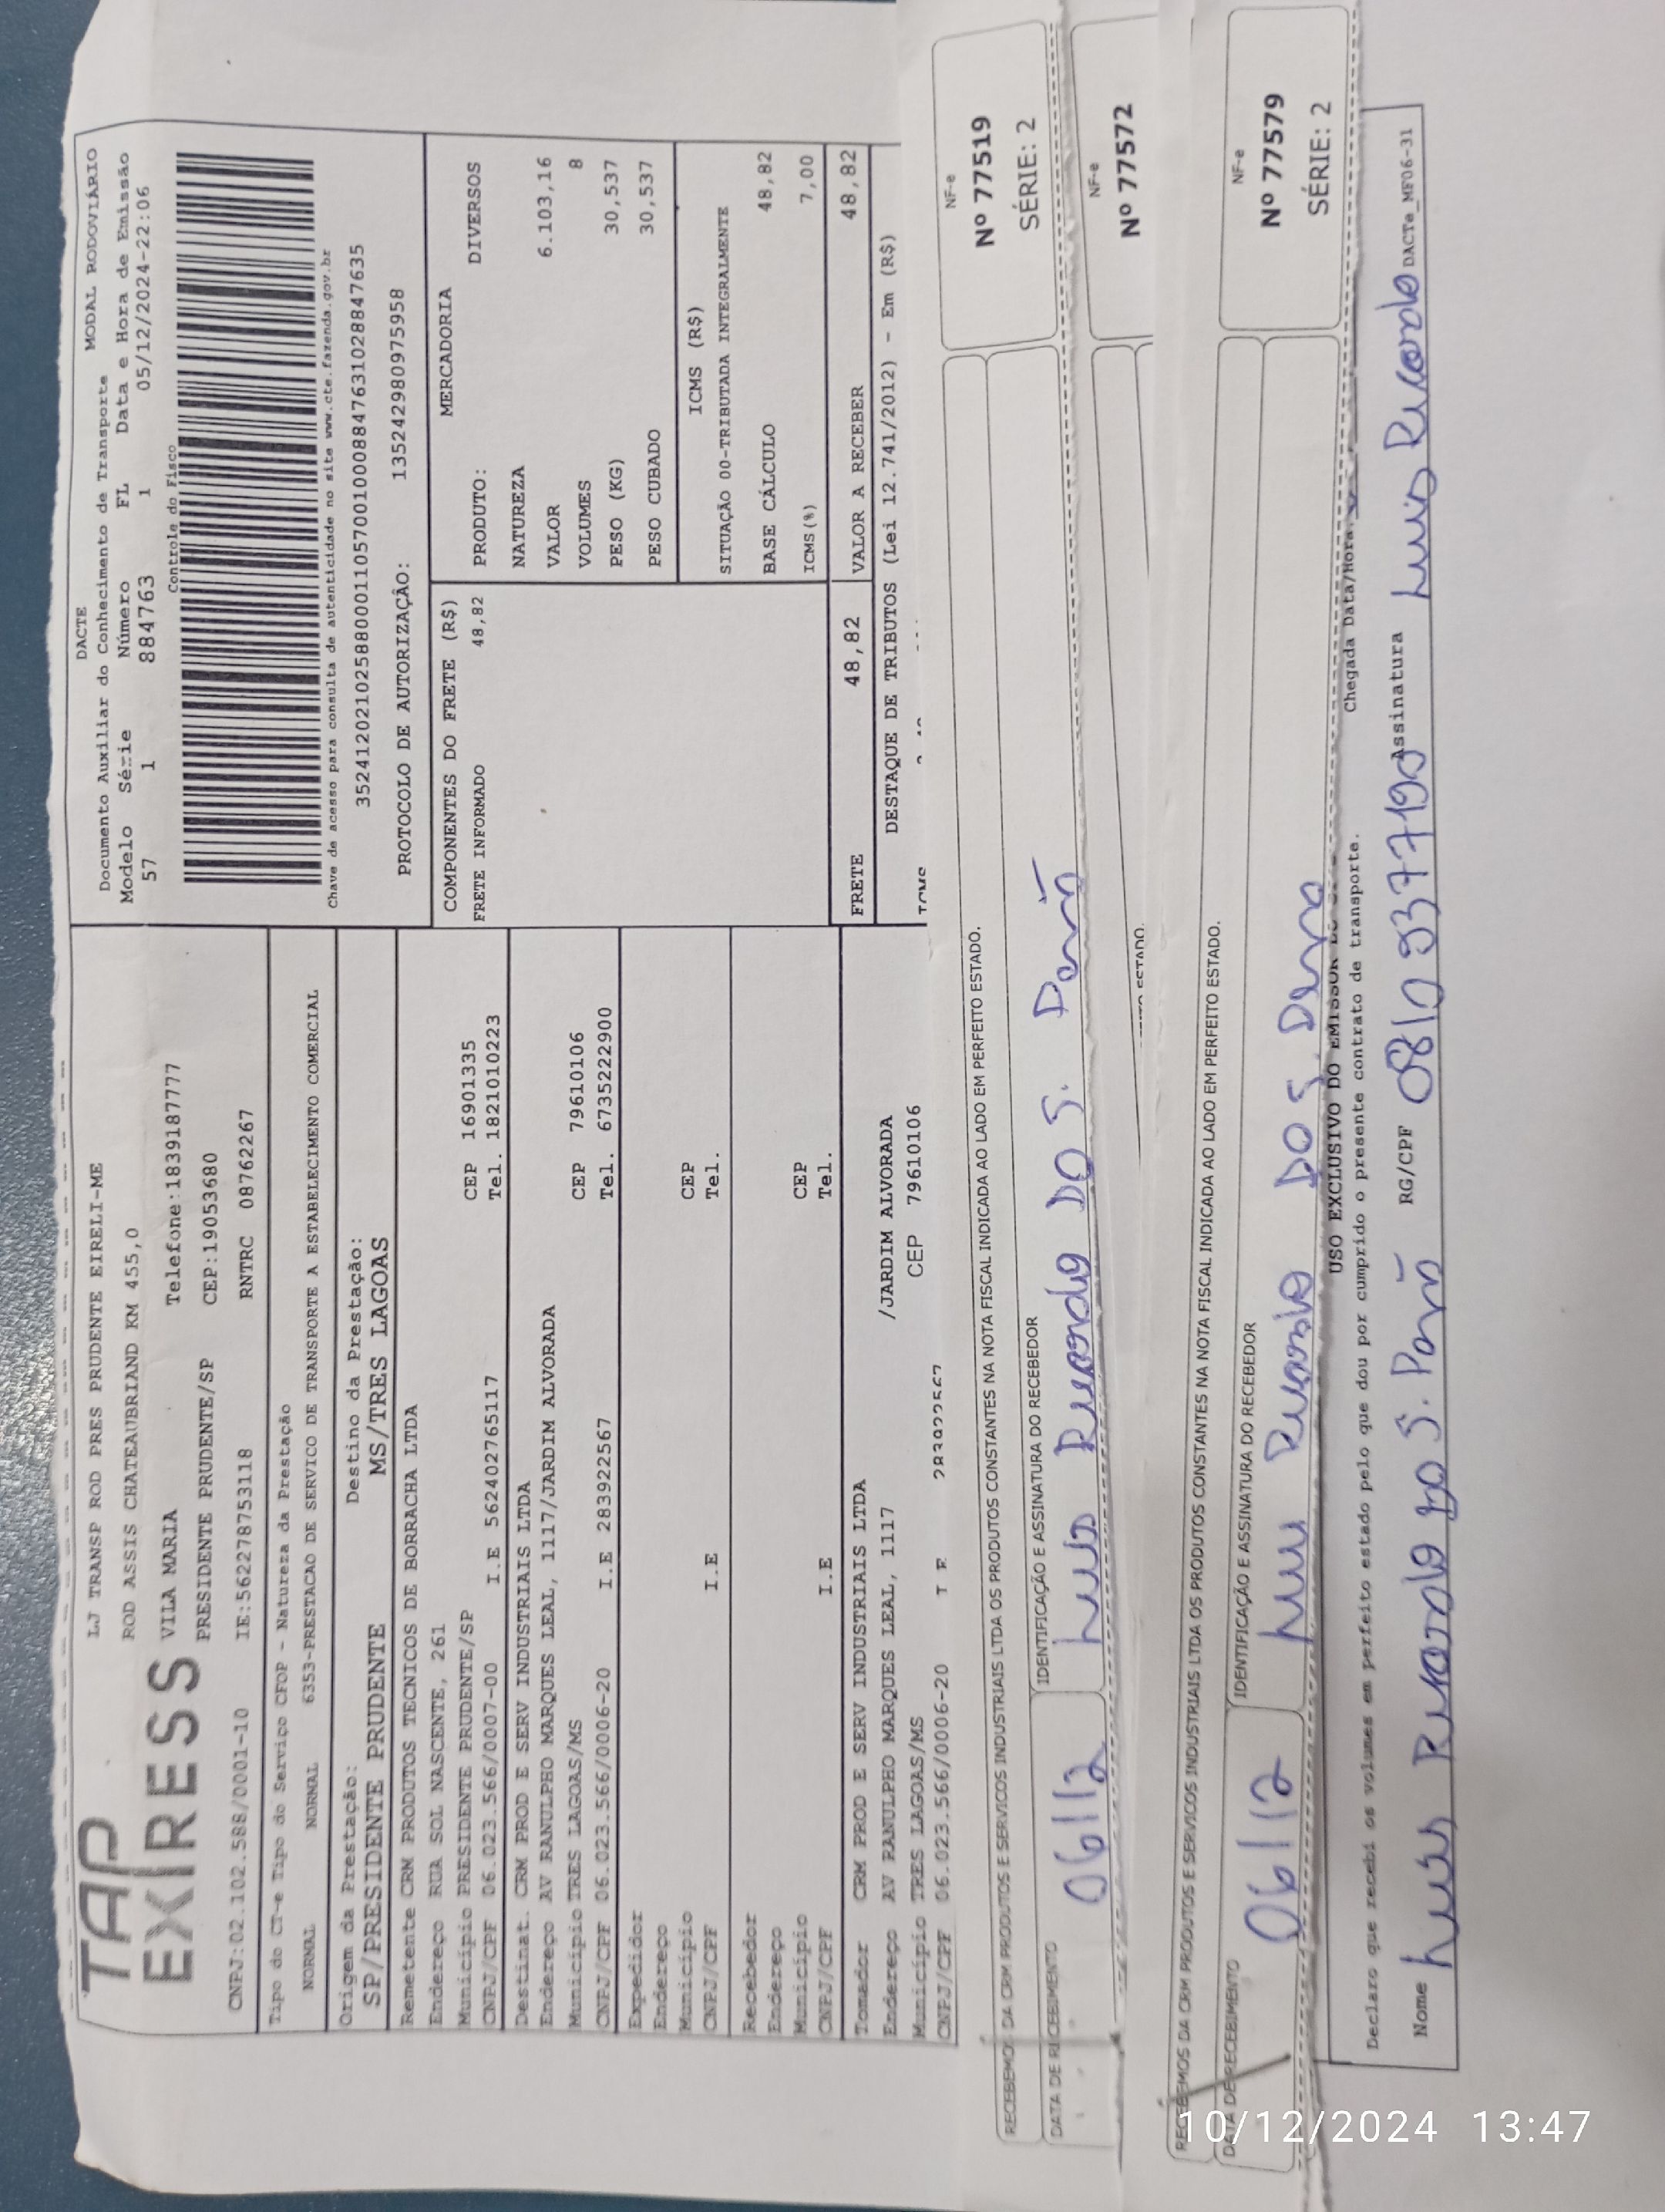 TAP
EXPRESS
LJ TRANSP ROD PRES PRUDENTE EIRELI-ME
ROD ASSIS CHATEAUBRIAND KM 455,0
VILA MARIA Telefone:1839187777
PRESIDENTE PRUDENTE/SP CEP:19053680
CNPJ:02.102.588/0001-10 IE:562278753118 RNTRC 08762267
DACTE MODAL RODOVIÁRIO
Documento Auxiliar do Conhecimento de Transporte
Modelo Série Número FL Data e Hora de Emissão
57 1 884763 1 05/12/2024-22:06
Controle do Fisco
Chave de acesso para consulta de autenticidade no site www.cte.fazenda.gov.br
35241202102588000110570010008847631028847635
PROTOCOLO DE AUTORIZAÇÃO: 135242980975958
Tipo do CT-e Tipo do Serviço CFOP - Natureza da Prestação
NORMAL NORMAL 6353-PRESTACAO DE SERVICO DE TRANSPORTE A ESTABELECIMENTO COMERCIAL
Origem da Prestação: Destino da Prestação:
SP/PRESIDENTE PRUDENTE MS/TRES LAGOAS
Remetente CRM PRODUTOS TECNICOS DE BORRACHA LTDA
Endereço RUA SOL NASCENTE, 261
Município PRESIDENTE PRUDENTE/SP CEP 16901335
CNPJ/CPF 06.023.566/0007-00 I.E 562402765117 Tel. 1821010223
Destinat. CRM PROD E SERV INDUSTRIAIS LTDA
Endereço AV RANULPHO MARQUES LEAL, 1117/JARDIM ALVORADA
Município TRES LAGOAS/MS CEP 79610106
CNPJ/CPF 06.023.566/0006-20 I.E 283922567 Tel. 6735222900
Expedidor
Endereço
Município CEP
CNPJ/CPF I.E Tel.
Recebedor
Endereço
Município CEP
CNPJ/CPF I.E Tel.
Tomador CRM PROD E SERV INDUSTRIAIS LTDA
Endereço AV RANULPHO MARQUES LEAL, 1117 /JARDIM ALVORADA
Município TRES LAGOAS/MS CEP 79610106
CNPJ/CPF 06.023.566/0006-20
COMPONENTES DO FRETE (R$)
FRETE INFORMADO 48,82
MERCADORIA
PRODUTO: DIVERSOS
NATUREZA
VALOR 6.103,16
VOLUMES 8
PESO (KG) 30,537
PESO CUBADO 30,537
ICMS (R$)
SITUAÇÃO 00-TRIBUTADA INTEGRALMENTE
BASE CÁLCULO 48,82
ICMS(%) 7,00
FRETE 48,82 VALOR A RECEBER 48,82
DESTAQUE DE TRIBUTOS (Lei 12.741/2012) - Em (R$)
ICMS
RECEBEMOS DA CRM PRODUTOS E SERVICOS INDUSTRIAIS LTDA OS PRODUTOS CONSTANTES NA NOTA FISCAL INDICADA AO LADO EM PERFEITO ESTADO.
NF-e
Nº 77519
SÉRIE: 2
DATA DE RECEBIMENTO IDENTIFICAÇÃO E ASSINATURA DO RECEBEDOR
06/12 Luis Ricardo DO S.
NF-e
Nº 77572
ESTADO.
RECEBEMOS DA CRM PRODUTOS E SERVICOS INDUSTRIAIS LTDA OS PRODUTOS CONSTANTES NA NOTA FISCAL INDICADA AO LADO EM PERFEITO ESTADO.
NF-e
Nº 77579
SÉRIE: 2
DATA DE RECEBIMENTO IDENTIFICAÇÃO E ASSINATURA DO RECEBEDOR
06/12 Luis Ricardo DO S.
USO EXCLUSIVO DO EMISSOR
Declaro que recebi os volumes em perfeito estado pelo que dou por cumprido o presente contrato de transporte. Chegada Data/Hora
Nome Luis Ricardo DO S. RG/CPF Assinatura Luis Ricardo
DACTe_MF06-31
10/12/2024 13:47